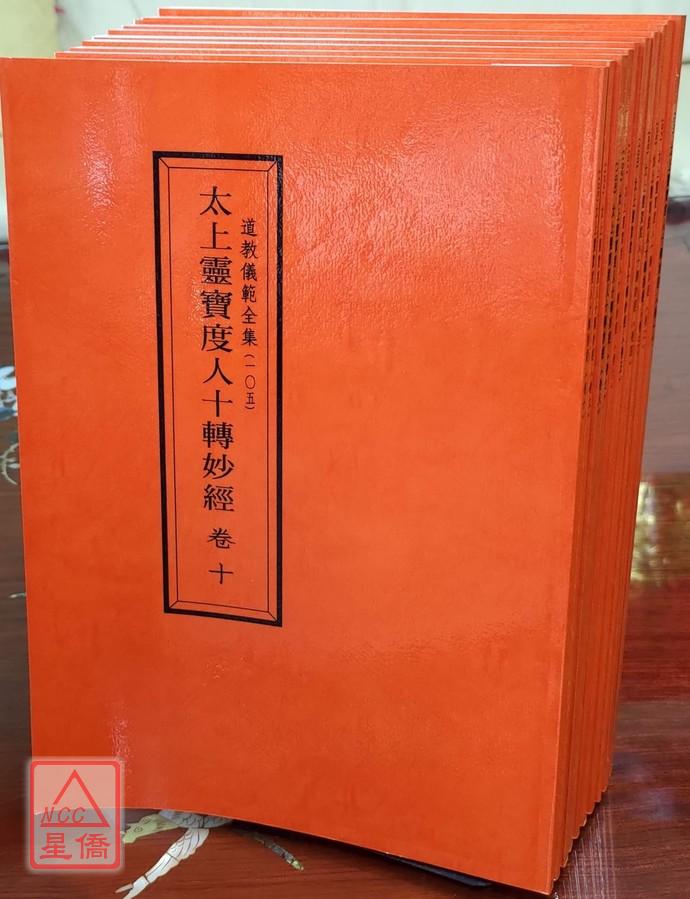 道教儀範全集(一〇五)
太上靈寶度人十轉妙經 卷十
NCC
星僑